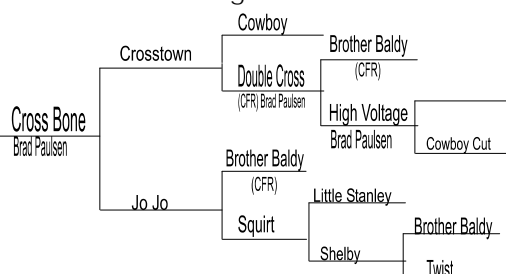 Cowboy
Crosstown
Brother Baldy
(CFR)
Double Cross
(CFR) Brad Paulsen
High Voltage
Brad Paulsen
Cowboy Cut
Cross Bone
Brad Paulsen
Brother Baldy
(CFR)
Jo Jo
Little Stanley
Squirt
Brother Baldy
Shelby
Twist